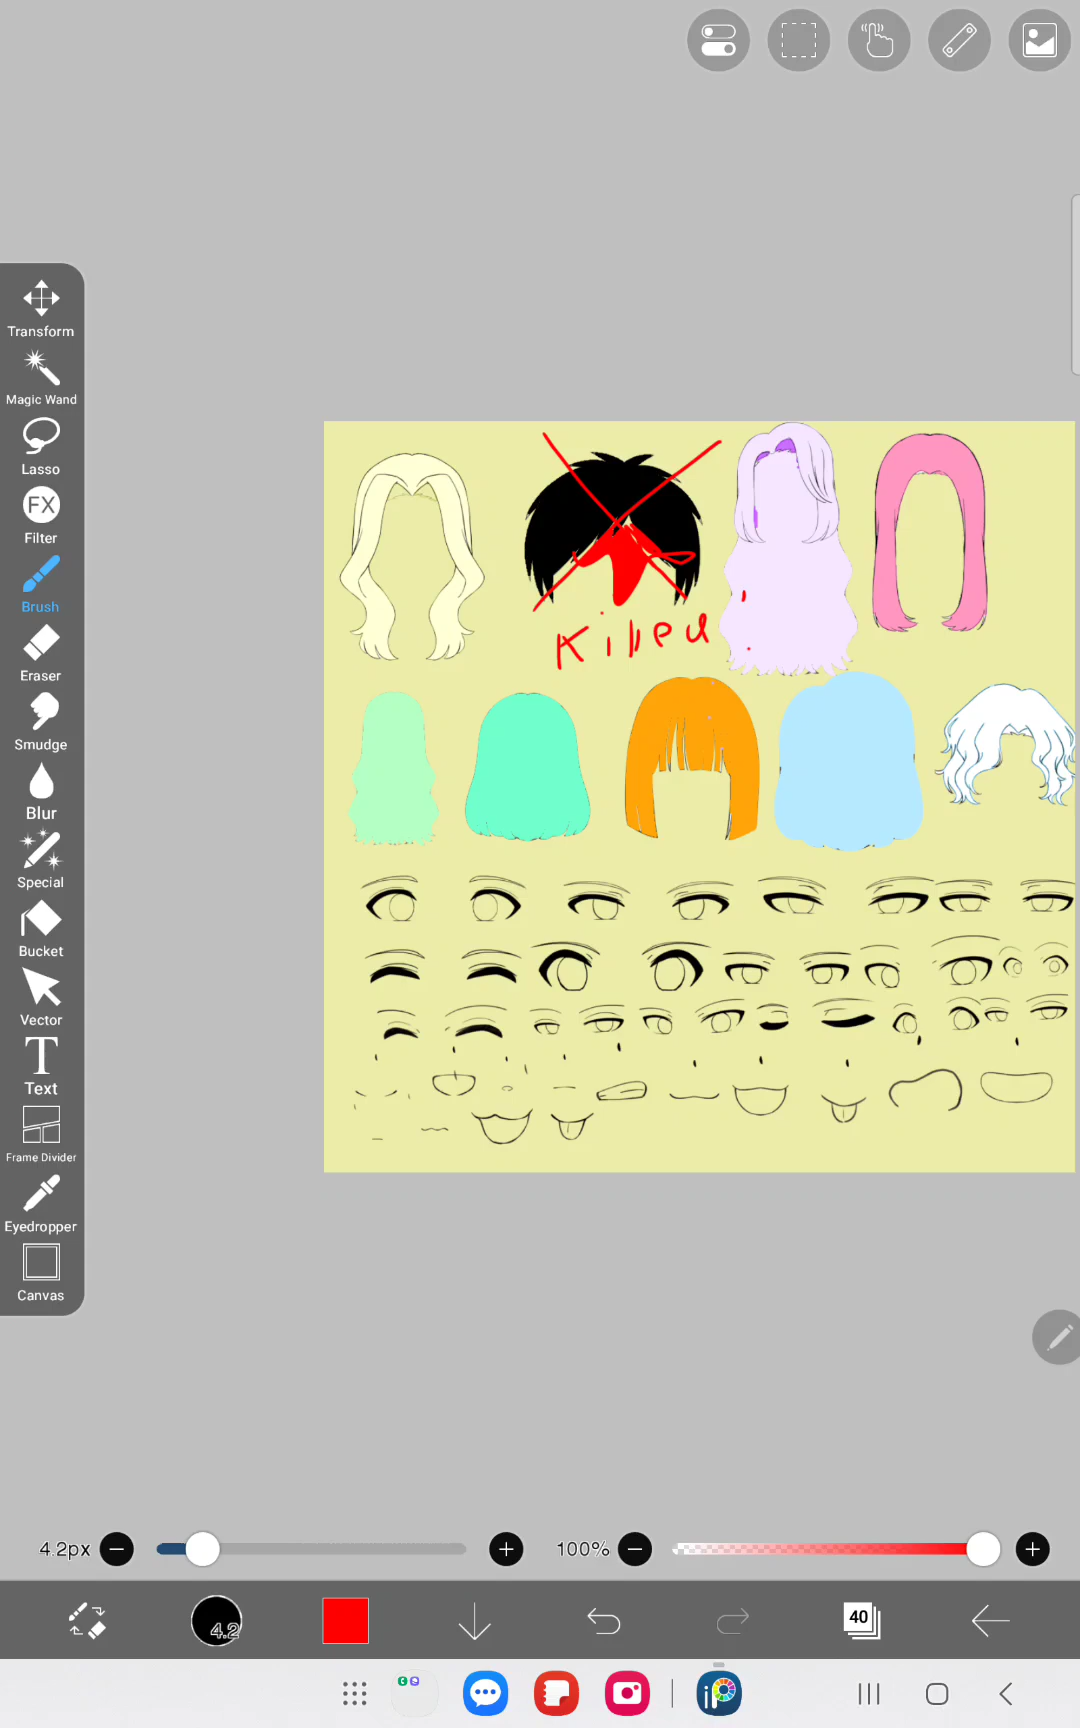 Transform
Magic Wand
Lasso
FX
Filter
Brush
Eraser
Smudge
Blur
Special
Bucket
Vector
T
Text
Frame Divider
Eyedropper
Canvas
Killed
4.2px
100%
4.2
40